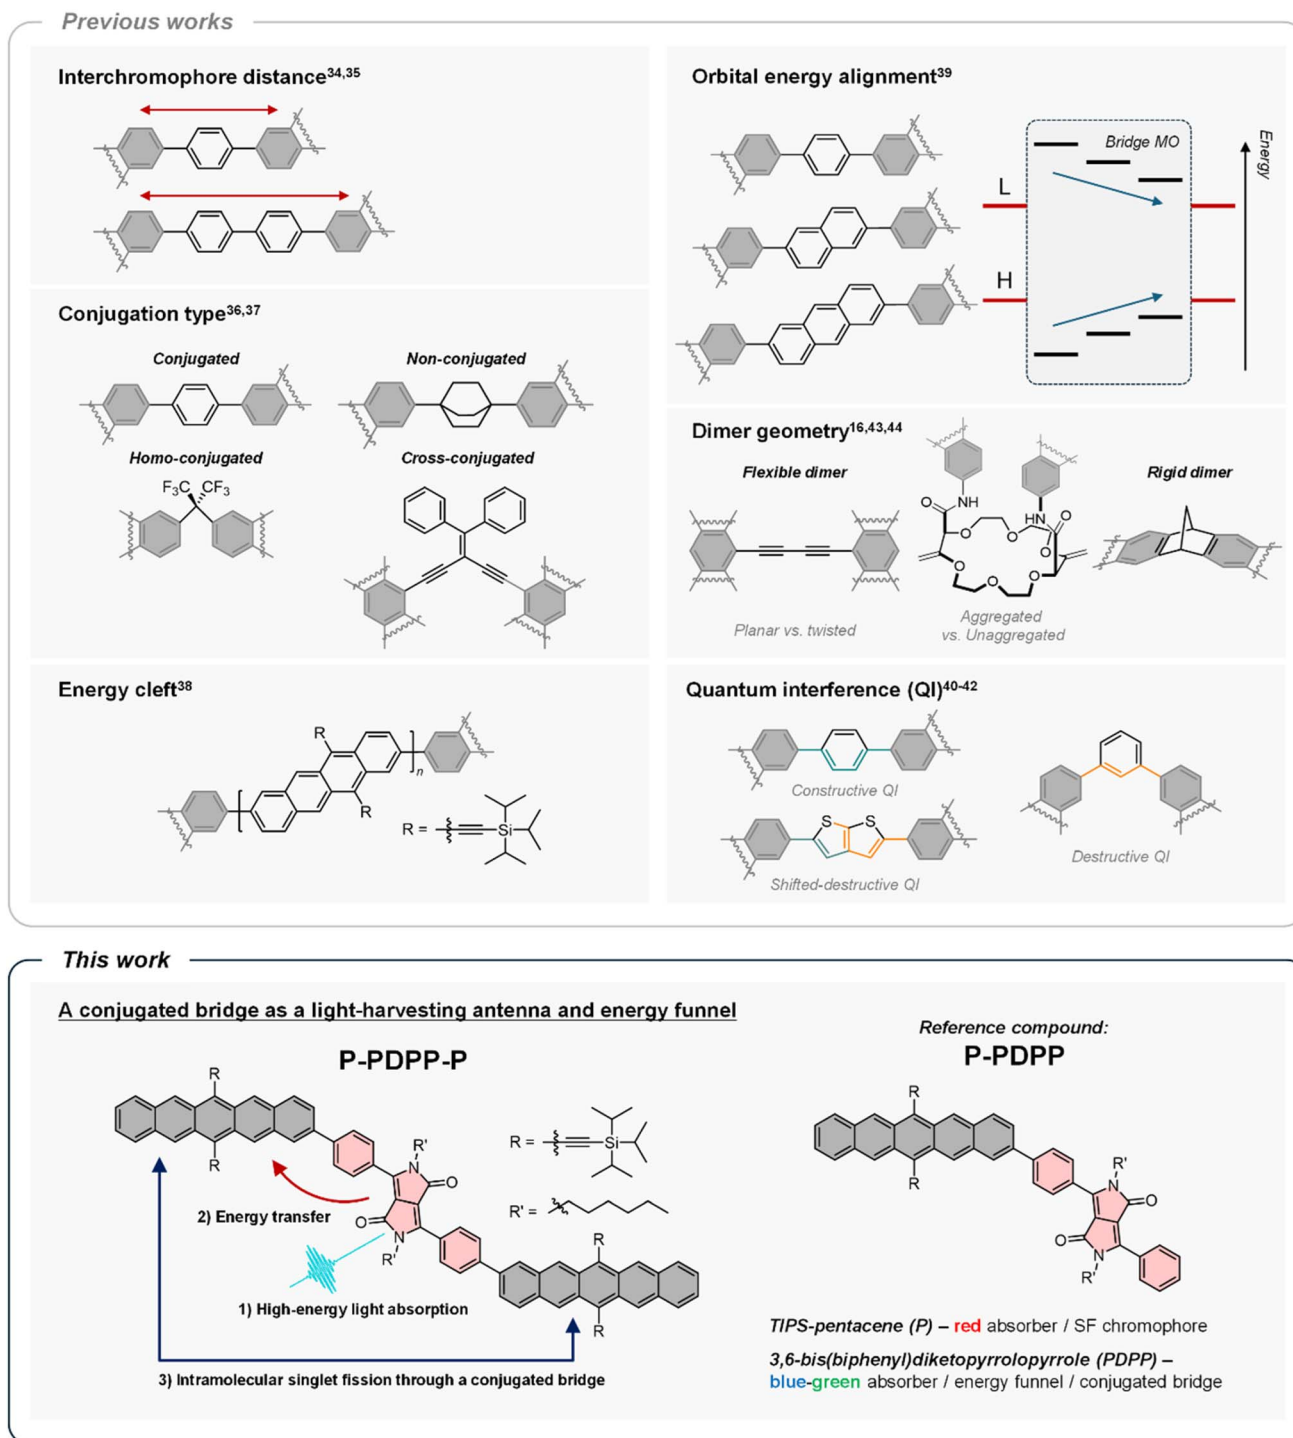 Previous works
Interchromophore distance34,35
Conjugation type36,37
Conjugated
Non-conjugated
Homo-conjugated
Cross-conjugated
F3C
CF3
Energy cleft38
R
R
n
R =
Si
Orbital energy alignment39
Bridge MO
Energy
L
H
Dimer geometry16,43,44
Flexible dimer
Rigid dimer
O
NH
HN
O
O
O
O
O
O
O
O
Planar vs. twisted
Aggregated
vs. Unaggregated
Quantum interference (QI)40-42
Constructive QI
S
S
Shifted-destructive QI
Destructive QI
This work
A conjugated bridge as a light-harvesting antenna and energy funnel
P-PDPP-P
R
R
R'
N
O
O
N
R'
R
R
R =
Si
R' =
2) Energy transfer
1) High-energy light absorption
3) Intramolecular singlet fission through a conjugated bridge
Reference compound:
P-PDPP
R
R
R'
N
O
O
N
R'
TIPS-pentacene (P) – red absorber / SF chromophore
3,6-bis(biphenyl)diketopyrrolopyrrole (PDPP) –
blue-green absorber / energy funnel / conjugated bridge